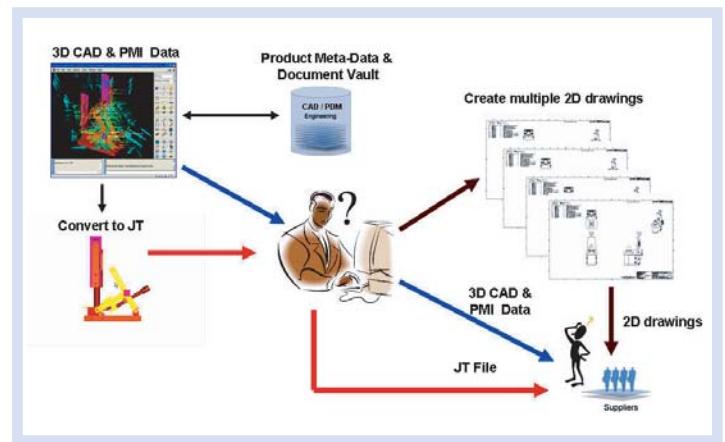 3D CAD & PMI Data
Product Meta-Data &
Document Vault
CAD / PDM
Engineering
Create multiple 2D drawings
Convert to JT
?
3D CAD &
PMI Data
2D drawings
JT File
?
Suppliers